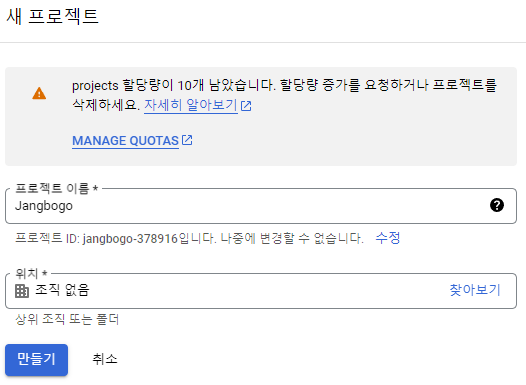 새 프로젝트
projects 할당량이 10개 남았습니다. 할당량 증가를 요청하거나 프로젝트를
삭제하세요. 자세히 알아보기
MANAGE QUOTAS
프로젝트 이름 *
Jangbogo
프로젝트 ID: jangbogo-378916입니다. 나중에 변경할 수 없습니다. 수정
위치 *
조직 없음 찾아보기
상위 조직 또는 폴더
만들기 취소